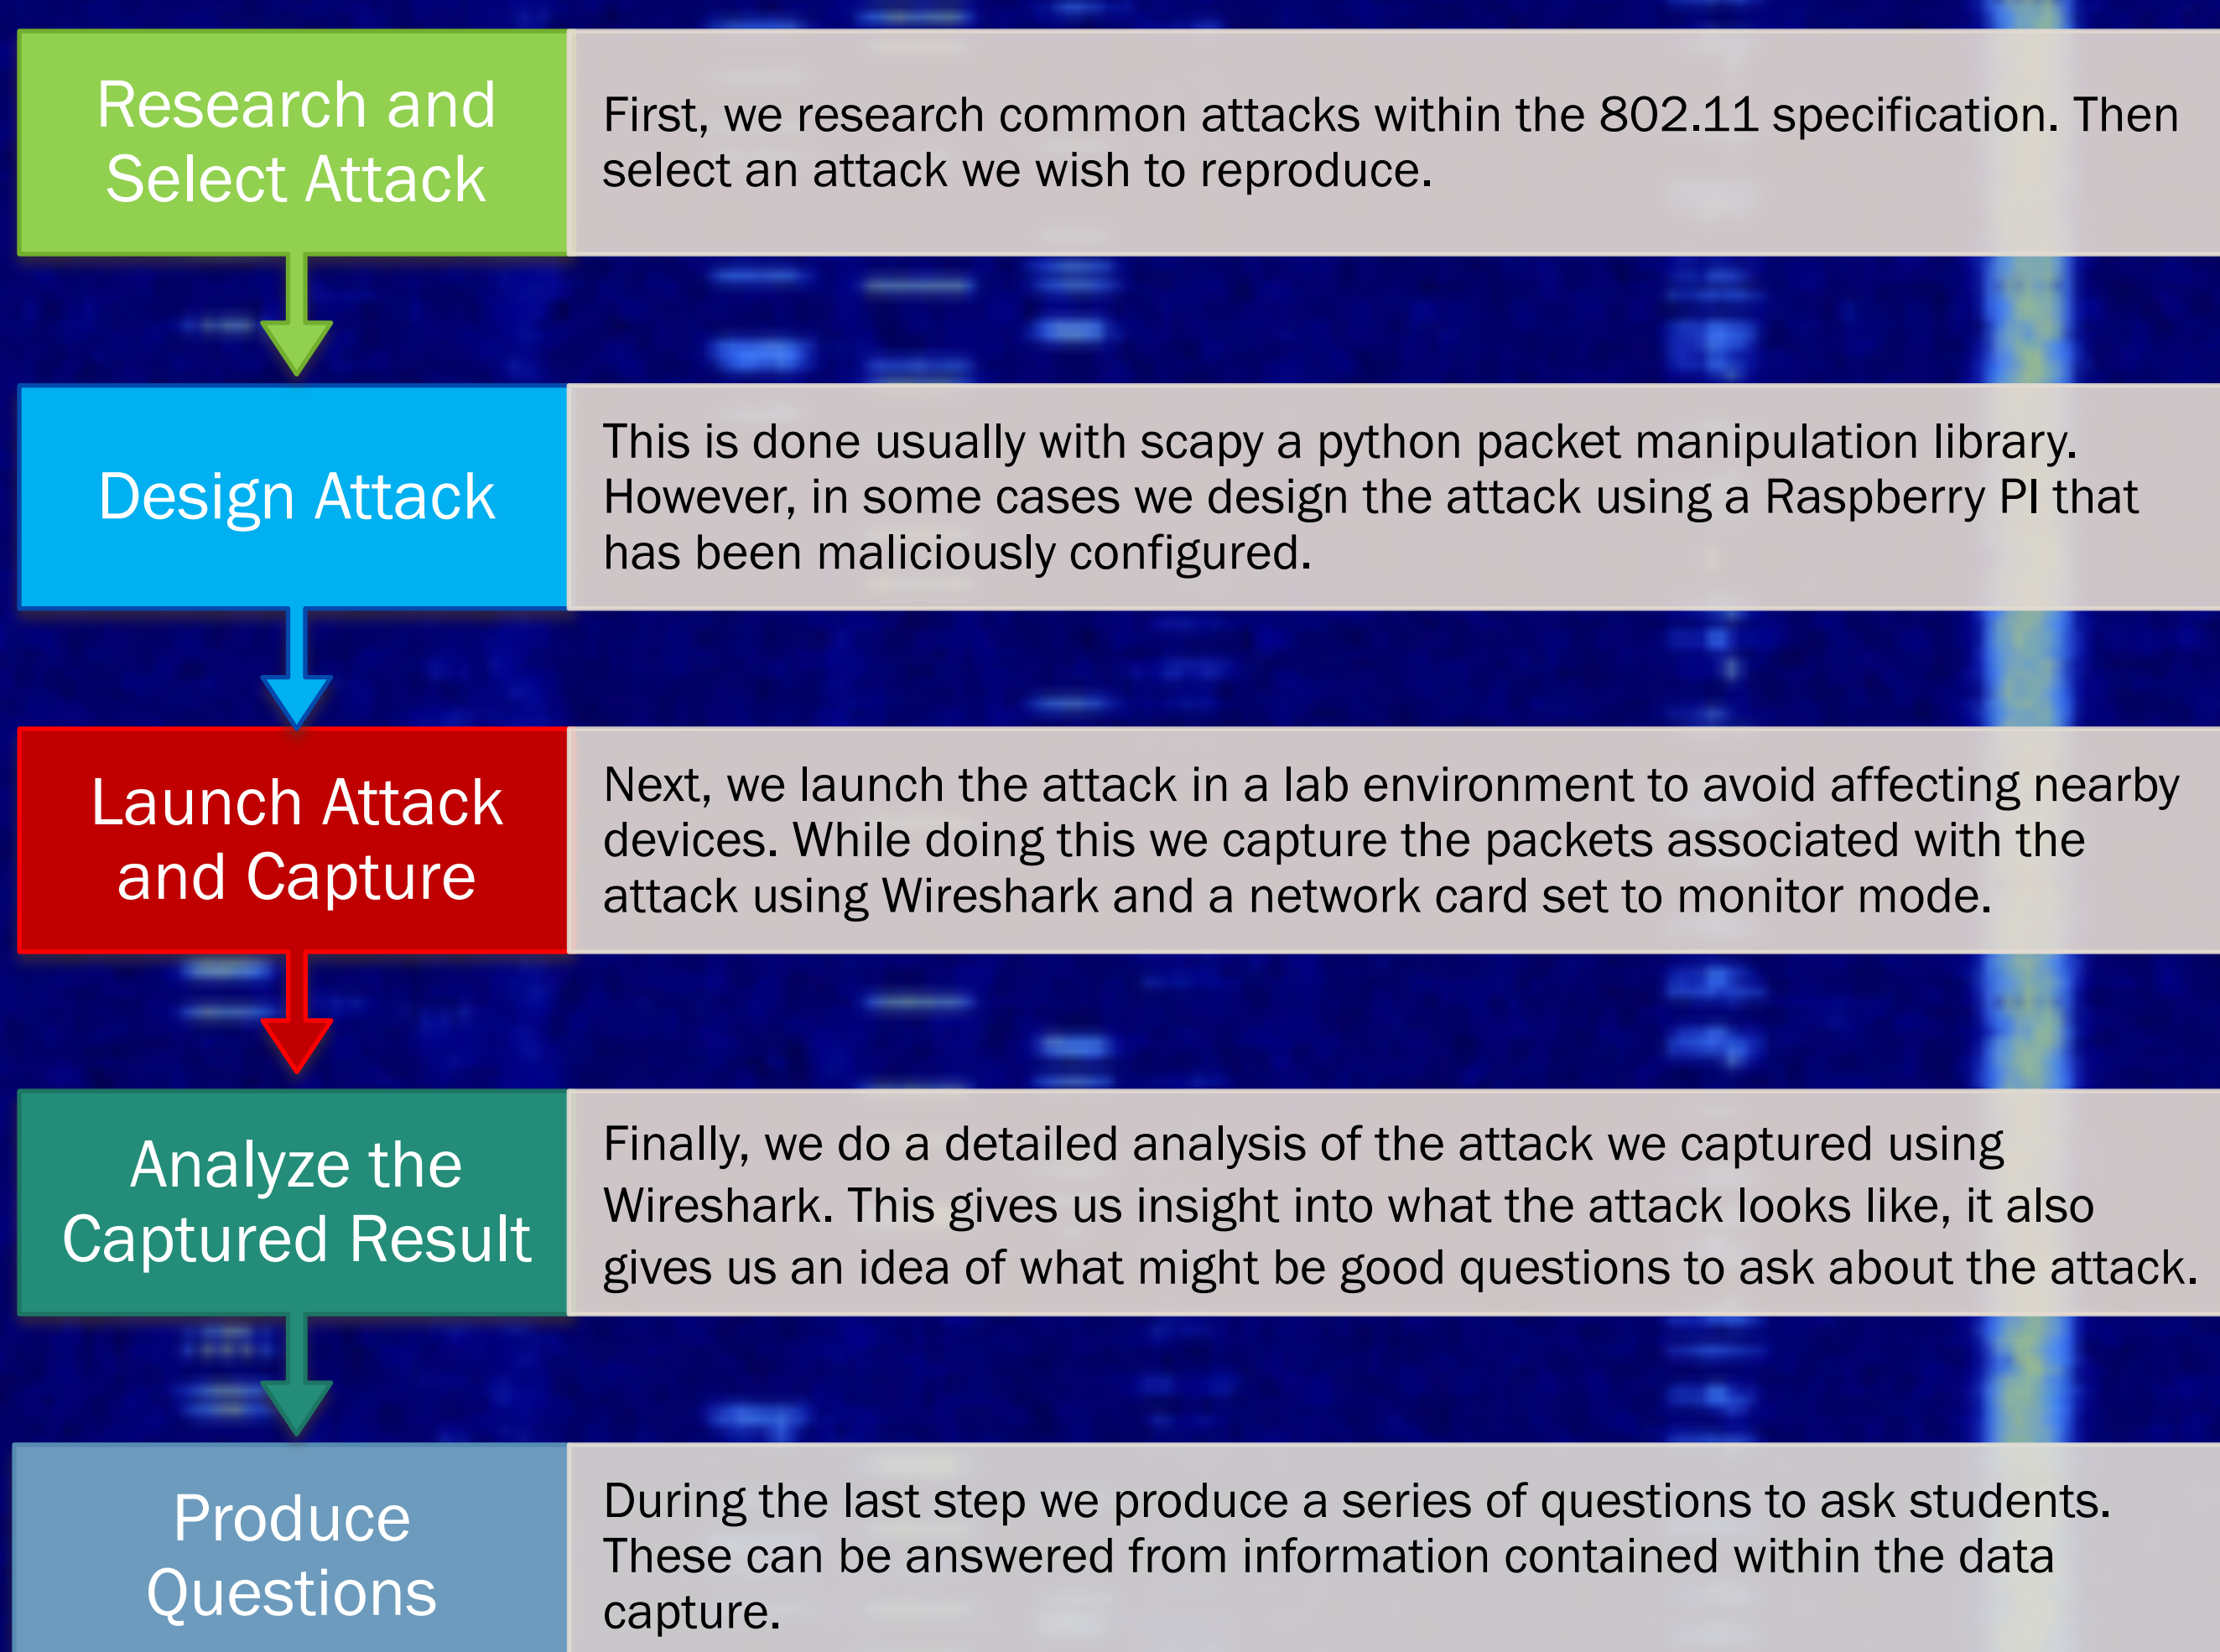 Research and
Select Attack
First, we research common attacks within the 802.11 specification. Then
select an attack we wish to reproduce.
Design Attack
This is done usually with scapy a python packet manipulation library.
However, in some cases we design the attack using a Raspberry PI that
has been maliciously configured.
Launch Attack
and Capture
Next, we launch the attack in a lab environment to avoid affecting nearby
devices. While doing this we capture the packets associated with the
attack using Wireshark and a network card set to monitor mode.
Analyze the
Captured Result
Finally, we do a detailed analysis of the attack we captured using
Wireshark. This gives us insight into what the attack looks like, it also
gives us an idea of what might be good questions to ask about the attack.
Produce
Questions
During the last step we produce a series of questions to ask students.
These can be answered from information contained within the data
capture.